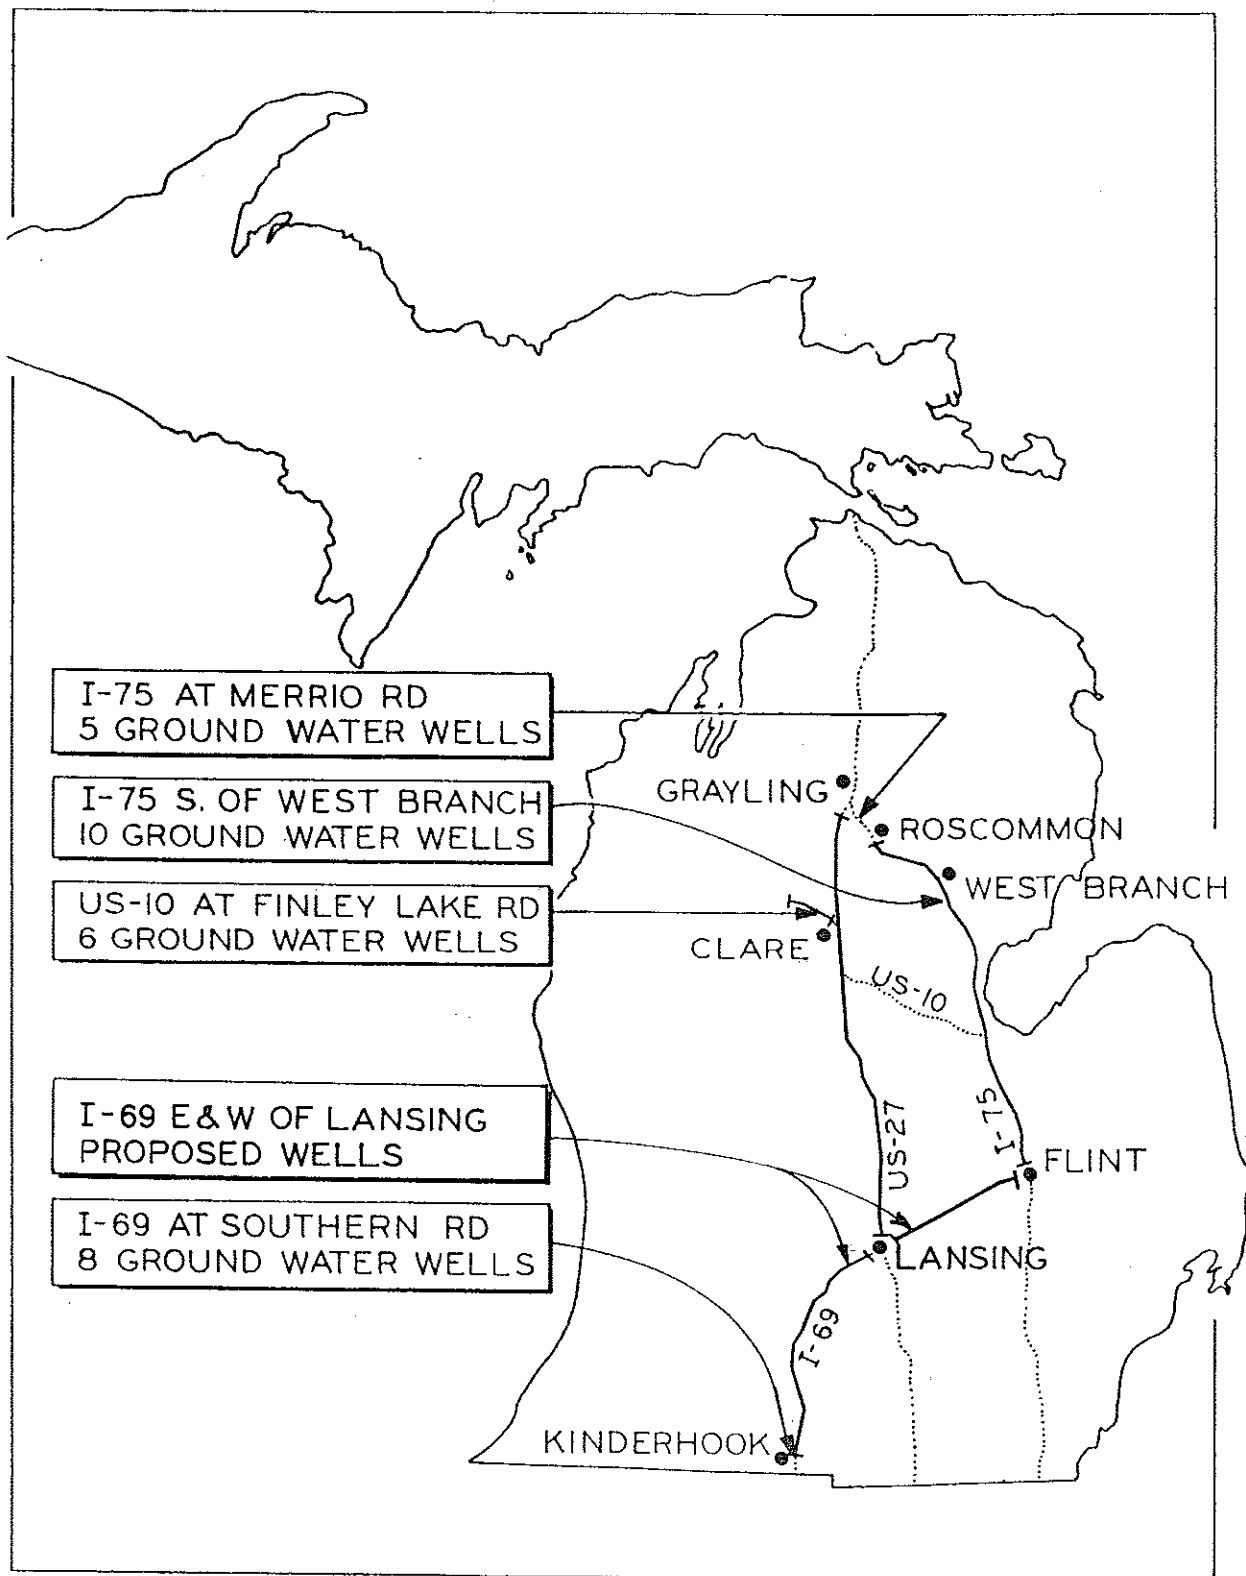 I-75 AT MERRIO RD
5 GROUND WATER WELLS
GRAYLING
I-75 S. OF WEST BRANCH
10 GROUND WATER WELLS
ROSCOMMON
WEST BRANCH
US-10 AT FINLEY LAKE RD
6 GROUND WATER WELLS
CLARE
US-10
I-69 E&W OF LANSING
PROPOSED WELLS
US-27
I-75
FLINT
I-69 AT SOUTHERN RD
8 GROUND WATER WELLS
LANSING
I-69
KINDERHOOK